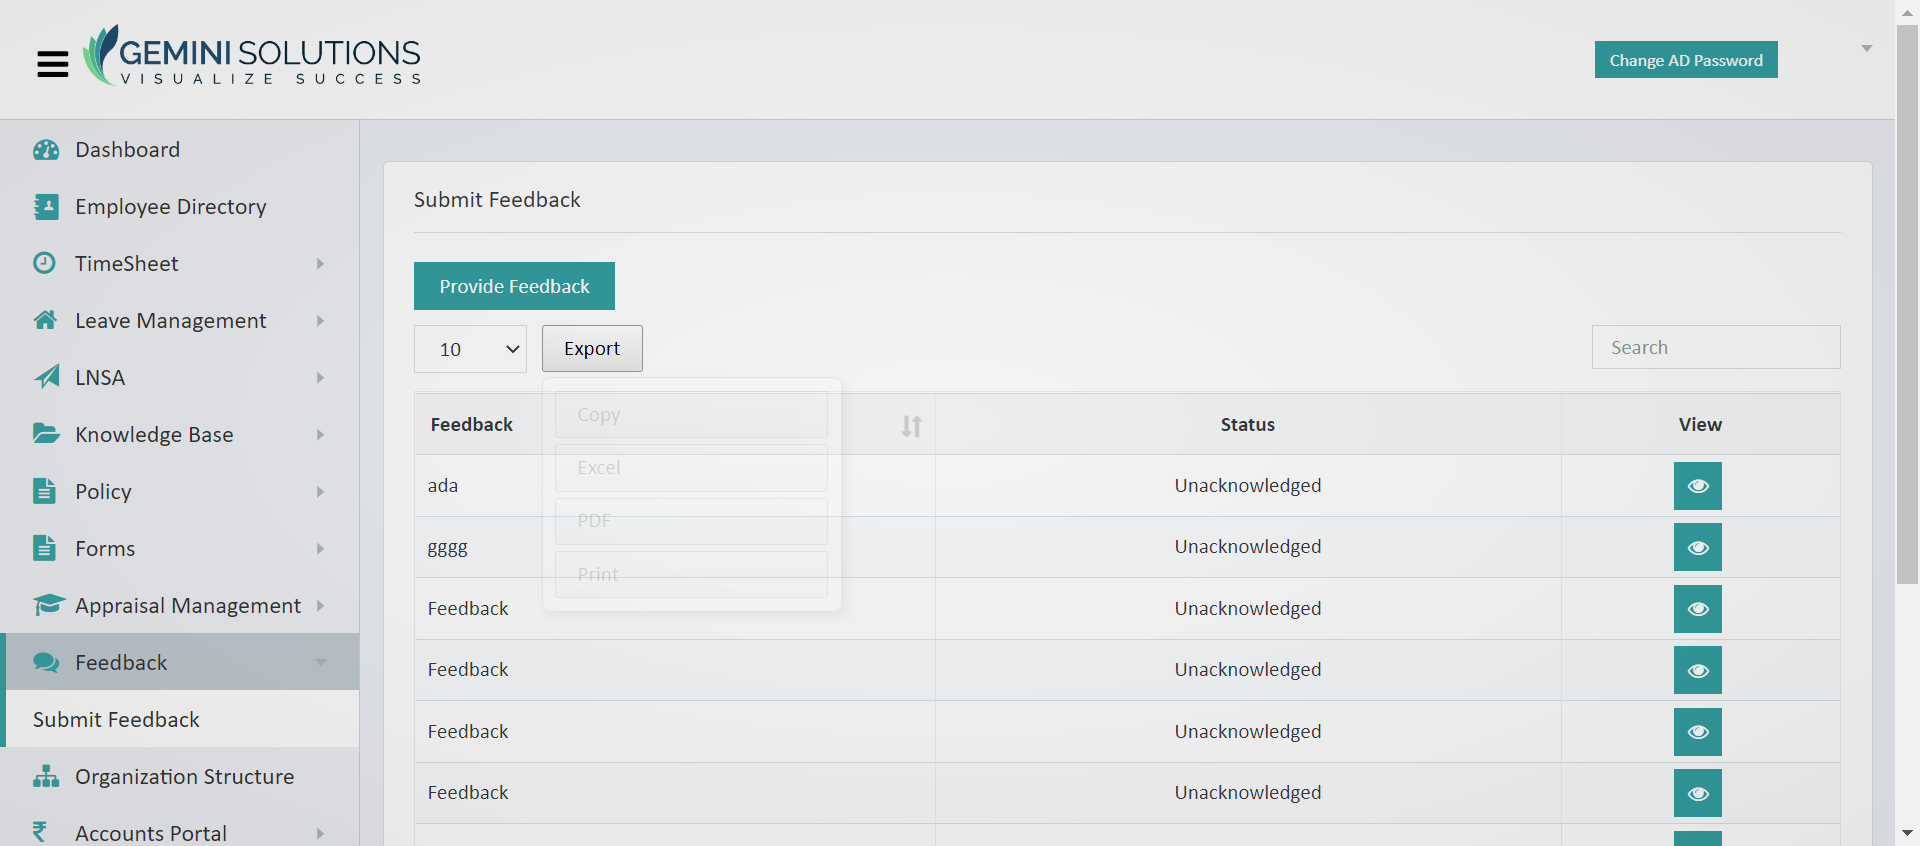 GEMINI SOLUTIONS
VISUALIZE SUCCESS
Change AD Password
Dashboard
Employee Directory
TimeSheet
Leave Management
LNSA
Knowledge Base
Policy
Forms
Appraisal Management
Feedback
Submit Feedback
Organization Structure
Accounts Portal
Submit Feedback
Provide Feedback
10
Export
Search
Copy
Excel
PDF
Print
Feedback Status View
ada Unacknowledged
gggg Unacknowledged
Feedback Unacknowledged
Feedback Unacknowledged
Feedback Unacknowledged
Feedback Unacknowledged